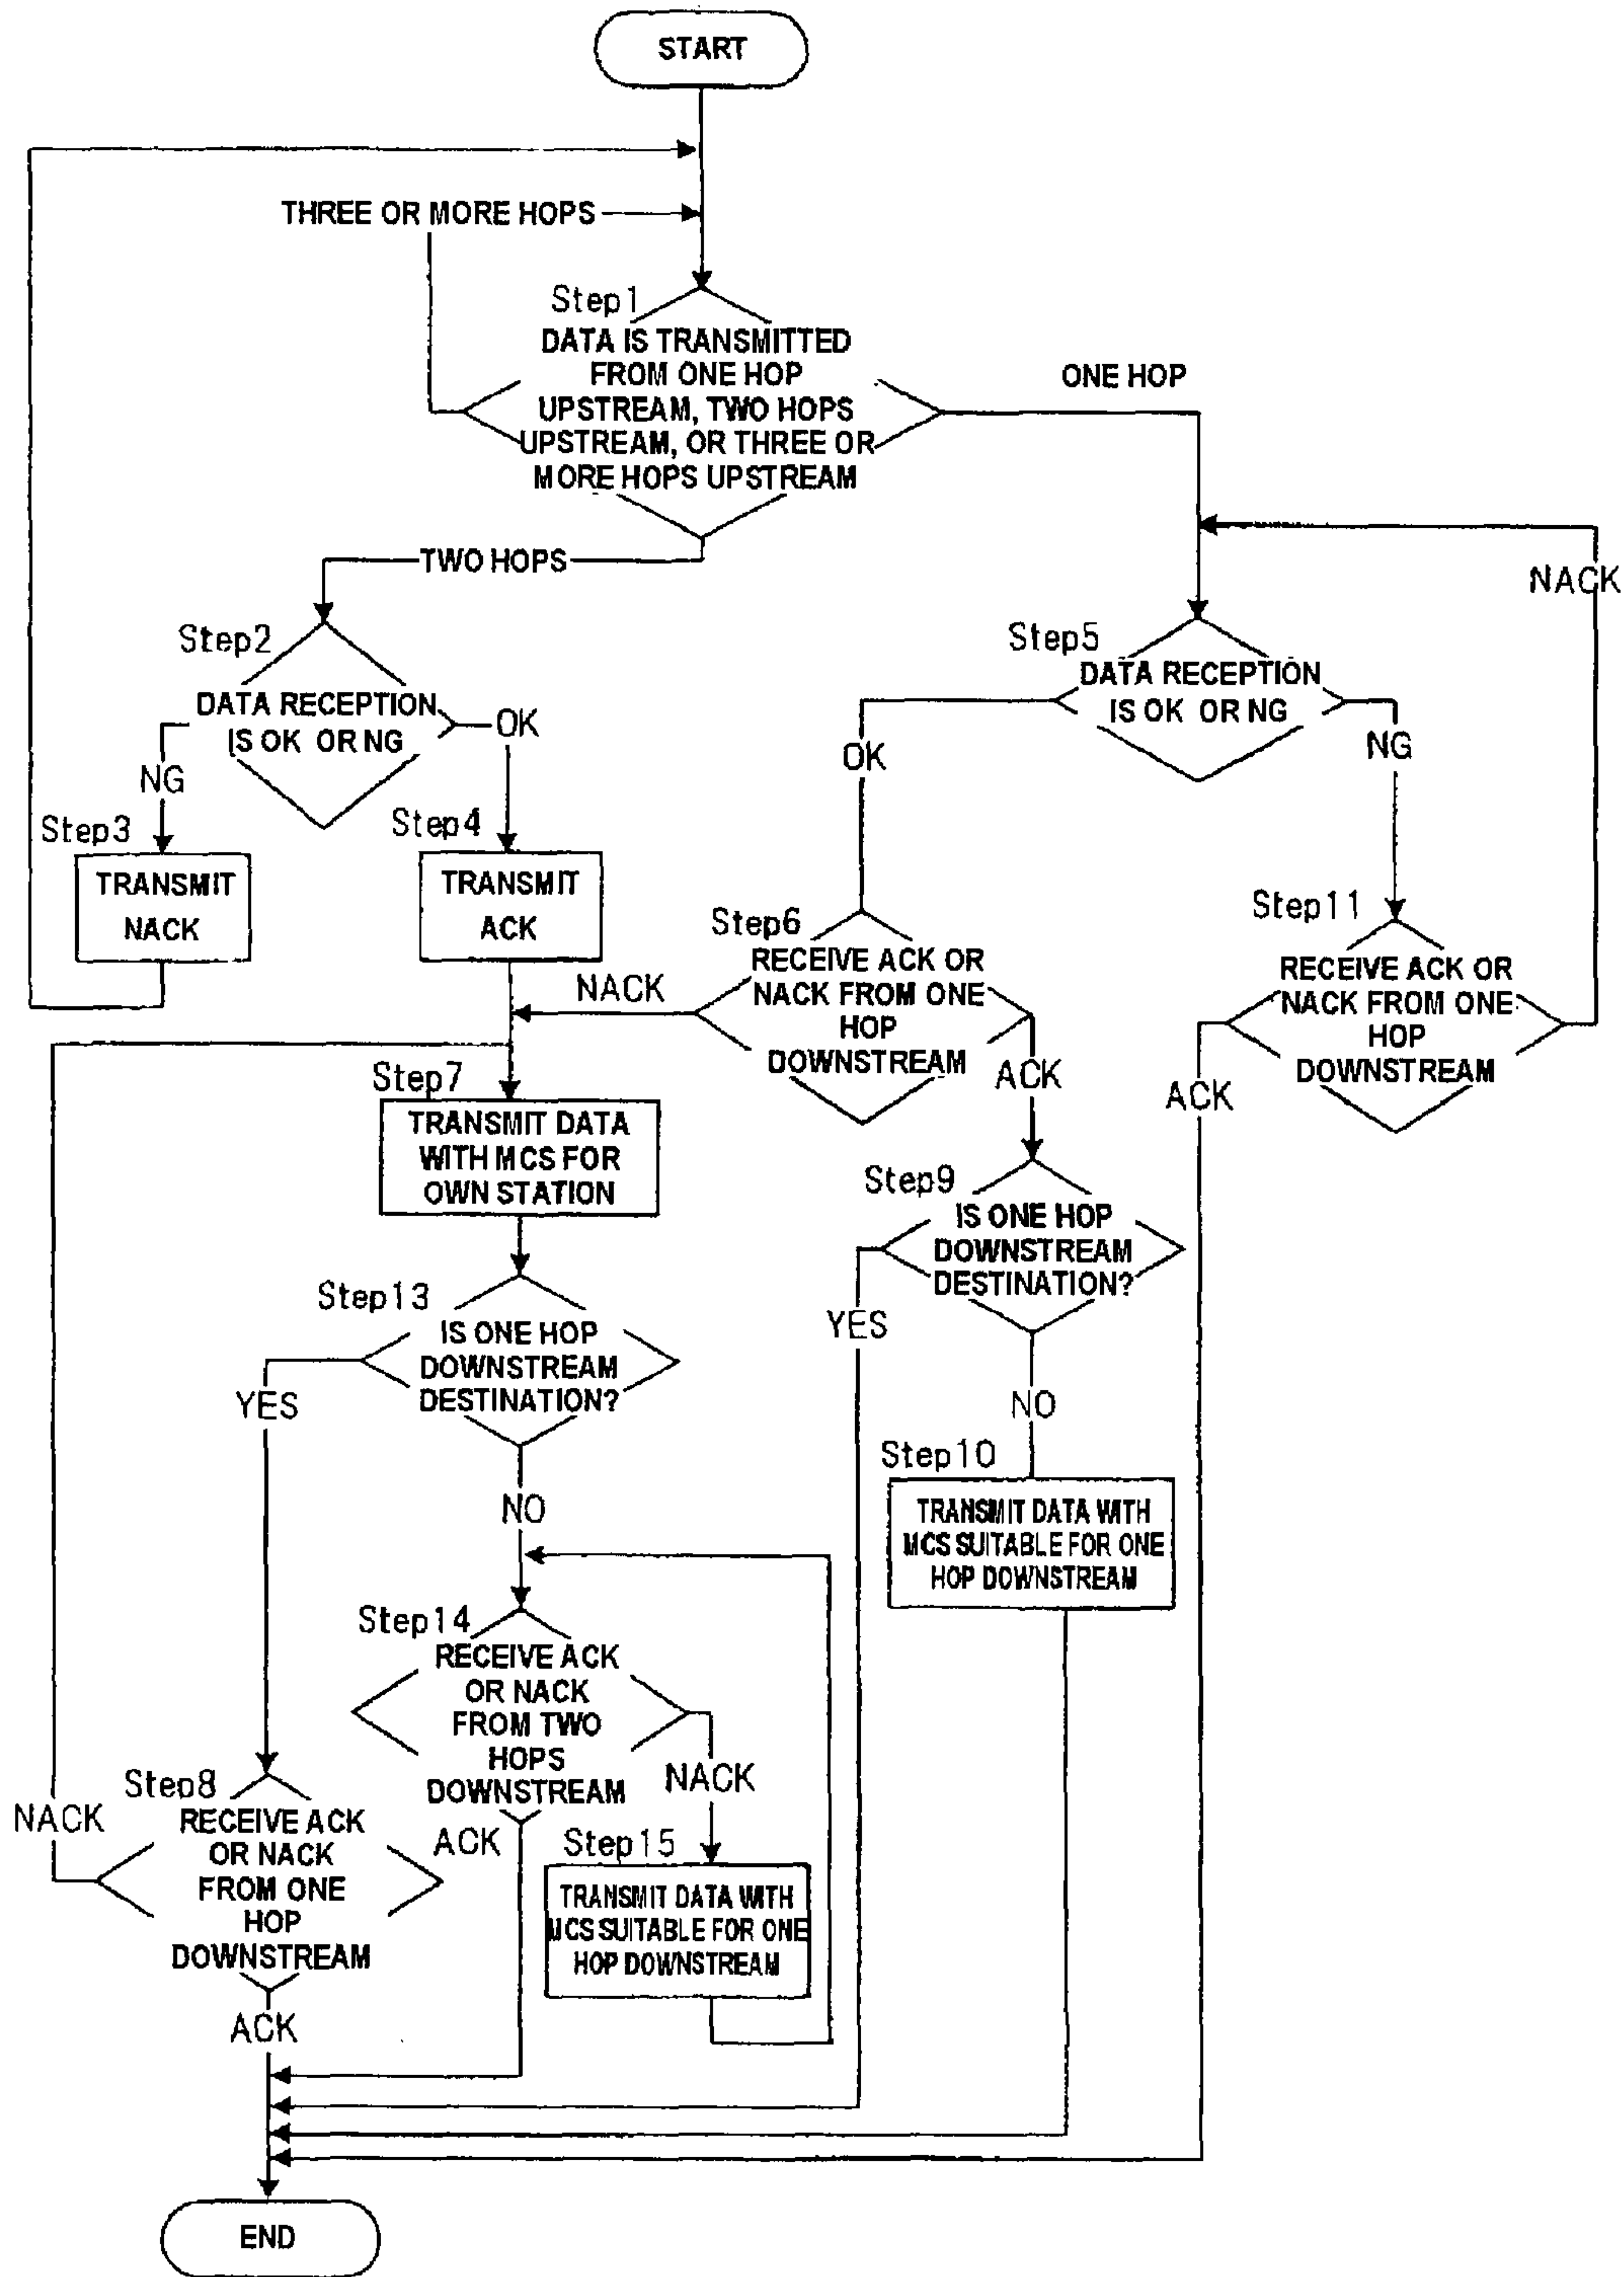 START
THREE OR MORE HOPS
Step1
DATA IS TRANSMITTED
FROM ONE HOP
UPSTREAM, TWO HOPS
UPSTREAM, OR THREE OR
MORE HOPS UPSTREAM
ONE HOP
TWO HOPS
NACK
Step2
DATA RECEPTION
IS OK OR NG
OK
NG
Step5
DATA RECEPTION
IS OK OR NG
OK
NG
Step3
TRANSMIT
NACK
Step4
TRANSMIT
ACK
Step6
RECEIVE ACK OR
NACK FROM ONE
HOP
DOWNSTREAM
NACK
ACK
Step11
RECEIVE ACK OR
NACK FROM ONE
HOP
DOWNSTREAM
ACK
Step7
TRANSMIT DATA
WITH MCS FOR
OWN STATION
Step9
IS ONE HOP
DOWNSTREAM
DESTINATION?
YES
NO
Step13
IS ONE HOP
DOWNSTREAM
DESTINATION?
YES
NO
Step10
TRANSMIT DATA WITH
MCS SUITABLE FOR ONE
HOP DOWNSTREAM
Step14
RECEIVE ACK
OR NACK
FROM TWO
HOPS
DOWNSTREAM
NACK
ACK
Step8
RECEIVE ACK
OR NACK
FROM ONE
HOP
DOWNSTREAM
NACK
ACK
Step15
TRANSMIT DATA WITH
MCS SUITABLE FOR ONE
HOP DOWNSTREAM
END